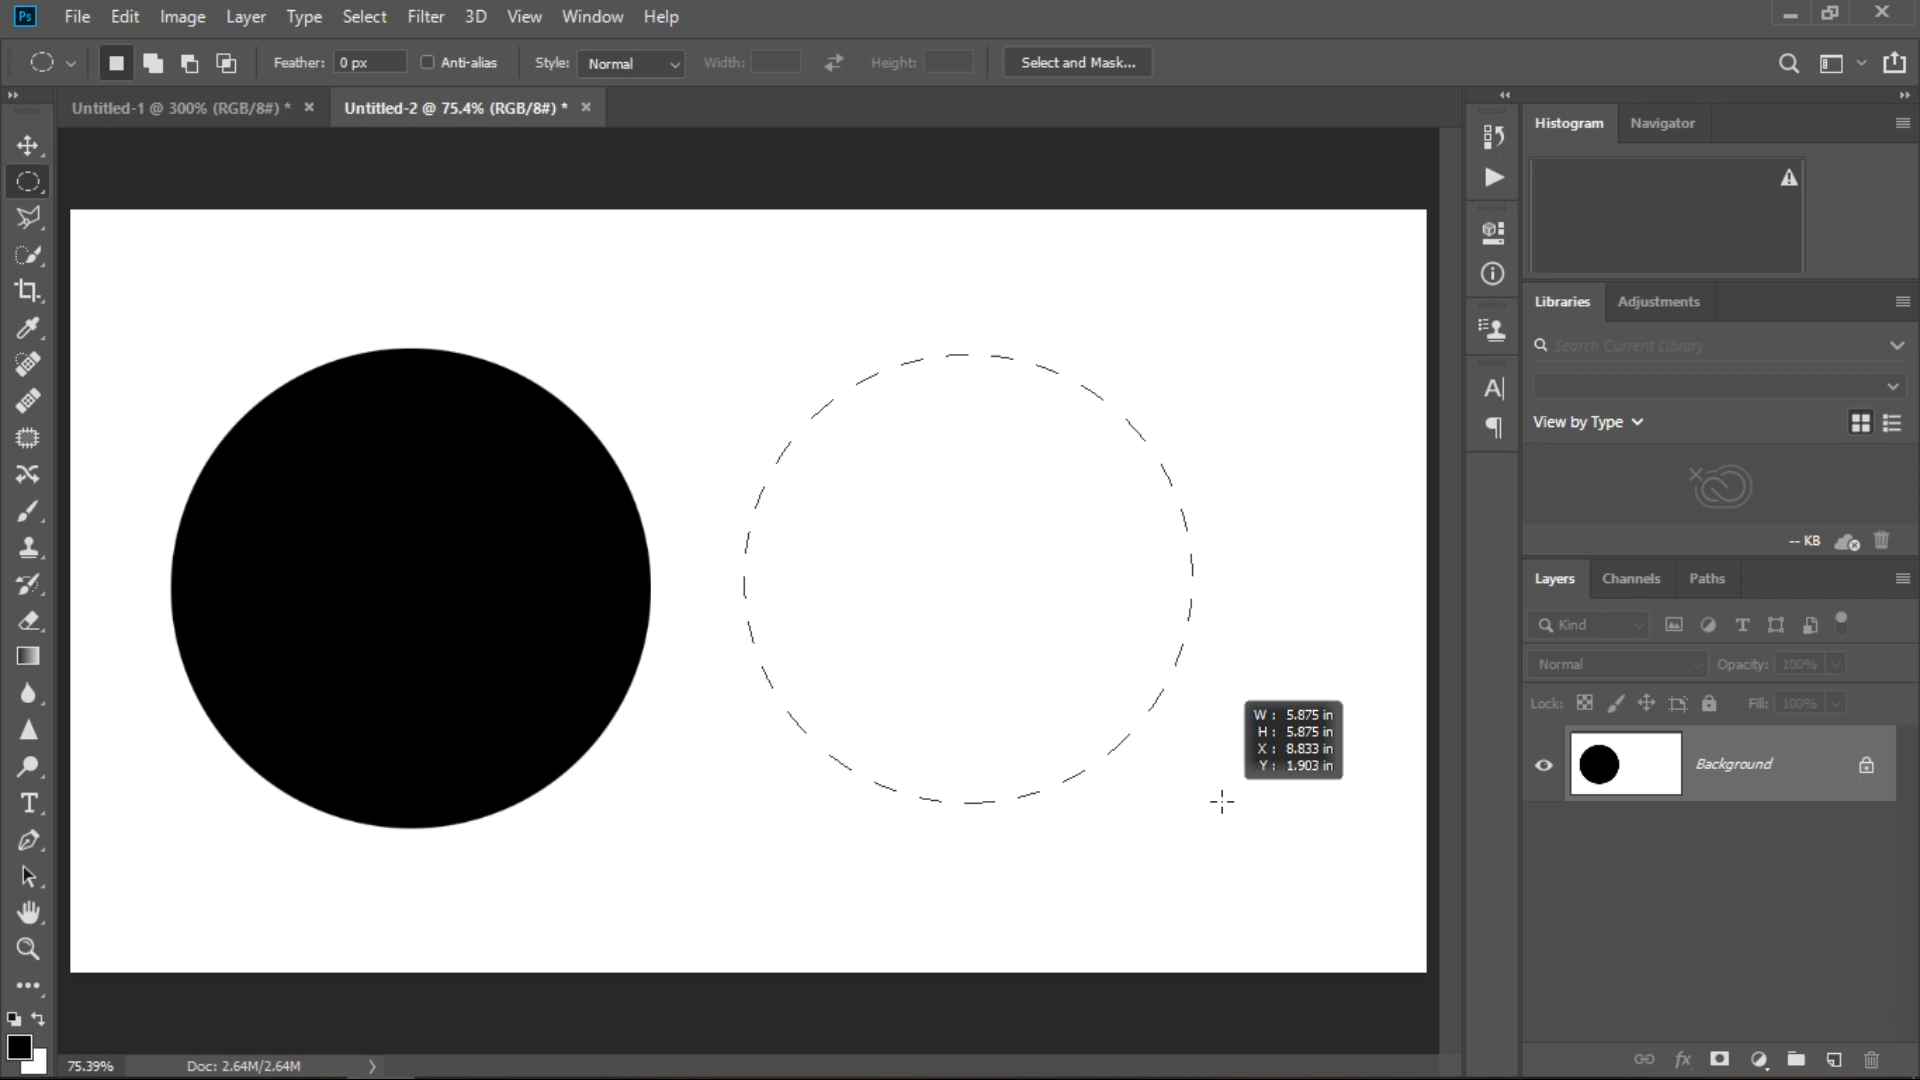 Ps File Edit Image Layer Type Select Filter 3D View Window Help
Feather: 0 px Anti-alias Style: Normal Width: Height: Select and Mask...
Untitled-1 @ 300% (RGB/8#) * Untitled-2 @ 75.4% (RGB/8#) *
Histogram Navigator
Libraries Adjustments
Search Current Library
View by Type
-- KB
Layers Channels Paths
Kind
Normal Opacity: 100%
Lock: Fill: 100%
Background
W : 5.875 in
H : 5.875 in
X : 8.833 in
Y : 1.903 in
75.39% Doc: 2.64M/2.64M
fx